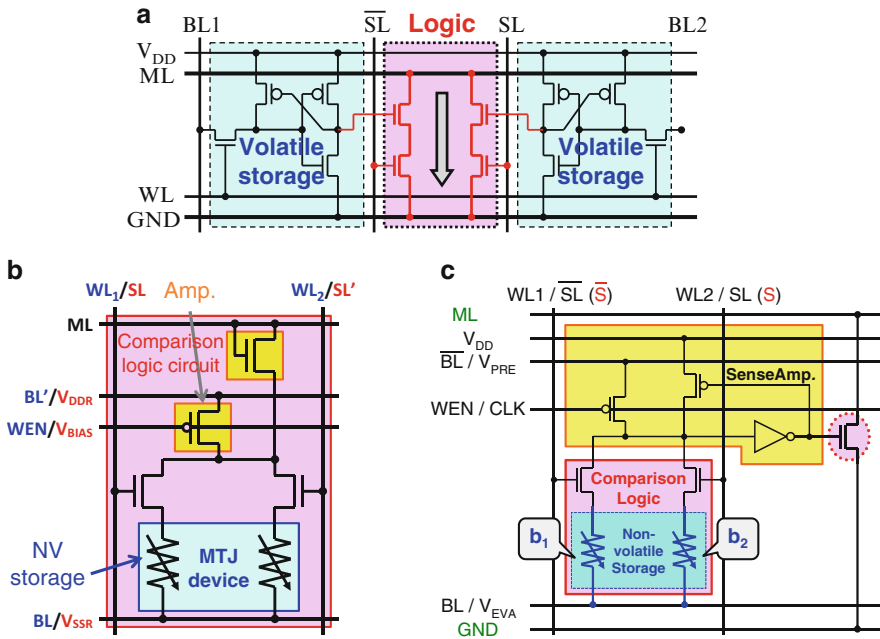 a
BL1 S̅L̅ Logic SL BL2
V_DD
ML
Volatile storage
Volatile storage
WL
GND
b
WL₁/SL Amp. WL₂/SL'
ML
Comparison logic circuit
BL'/V_DDR
WEN/V_BIAS
NV storage
MTJ device
BL/V_SSR
c
WL1 / S̅L̅ (S̅) WL2 / SL (S)
ML
V_DD
B̅L̅ / V_PRE
SenseAmp.
WEN / CLK
Comparison Logic
b₁ Non-volatile Storage b₂
BL / V_EVA
GND